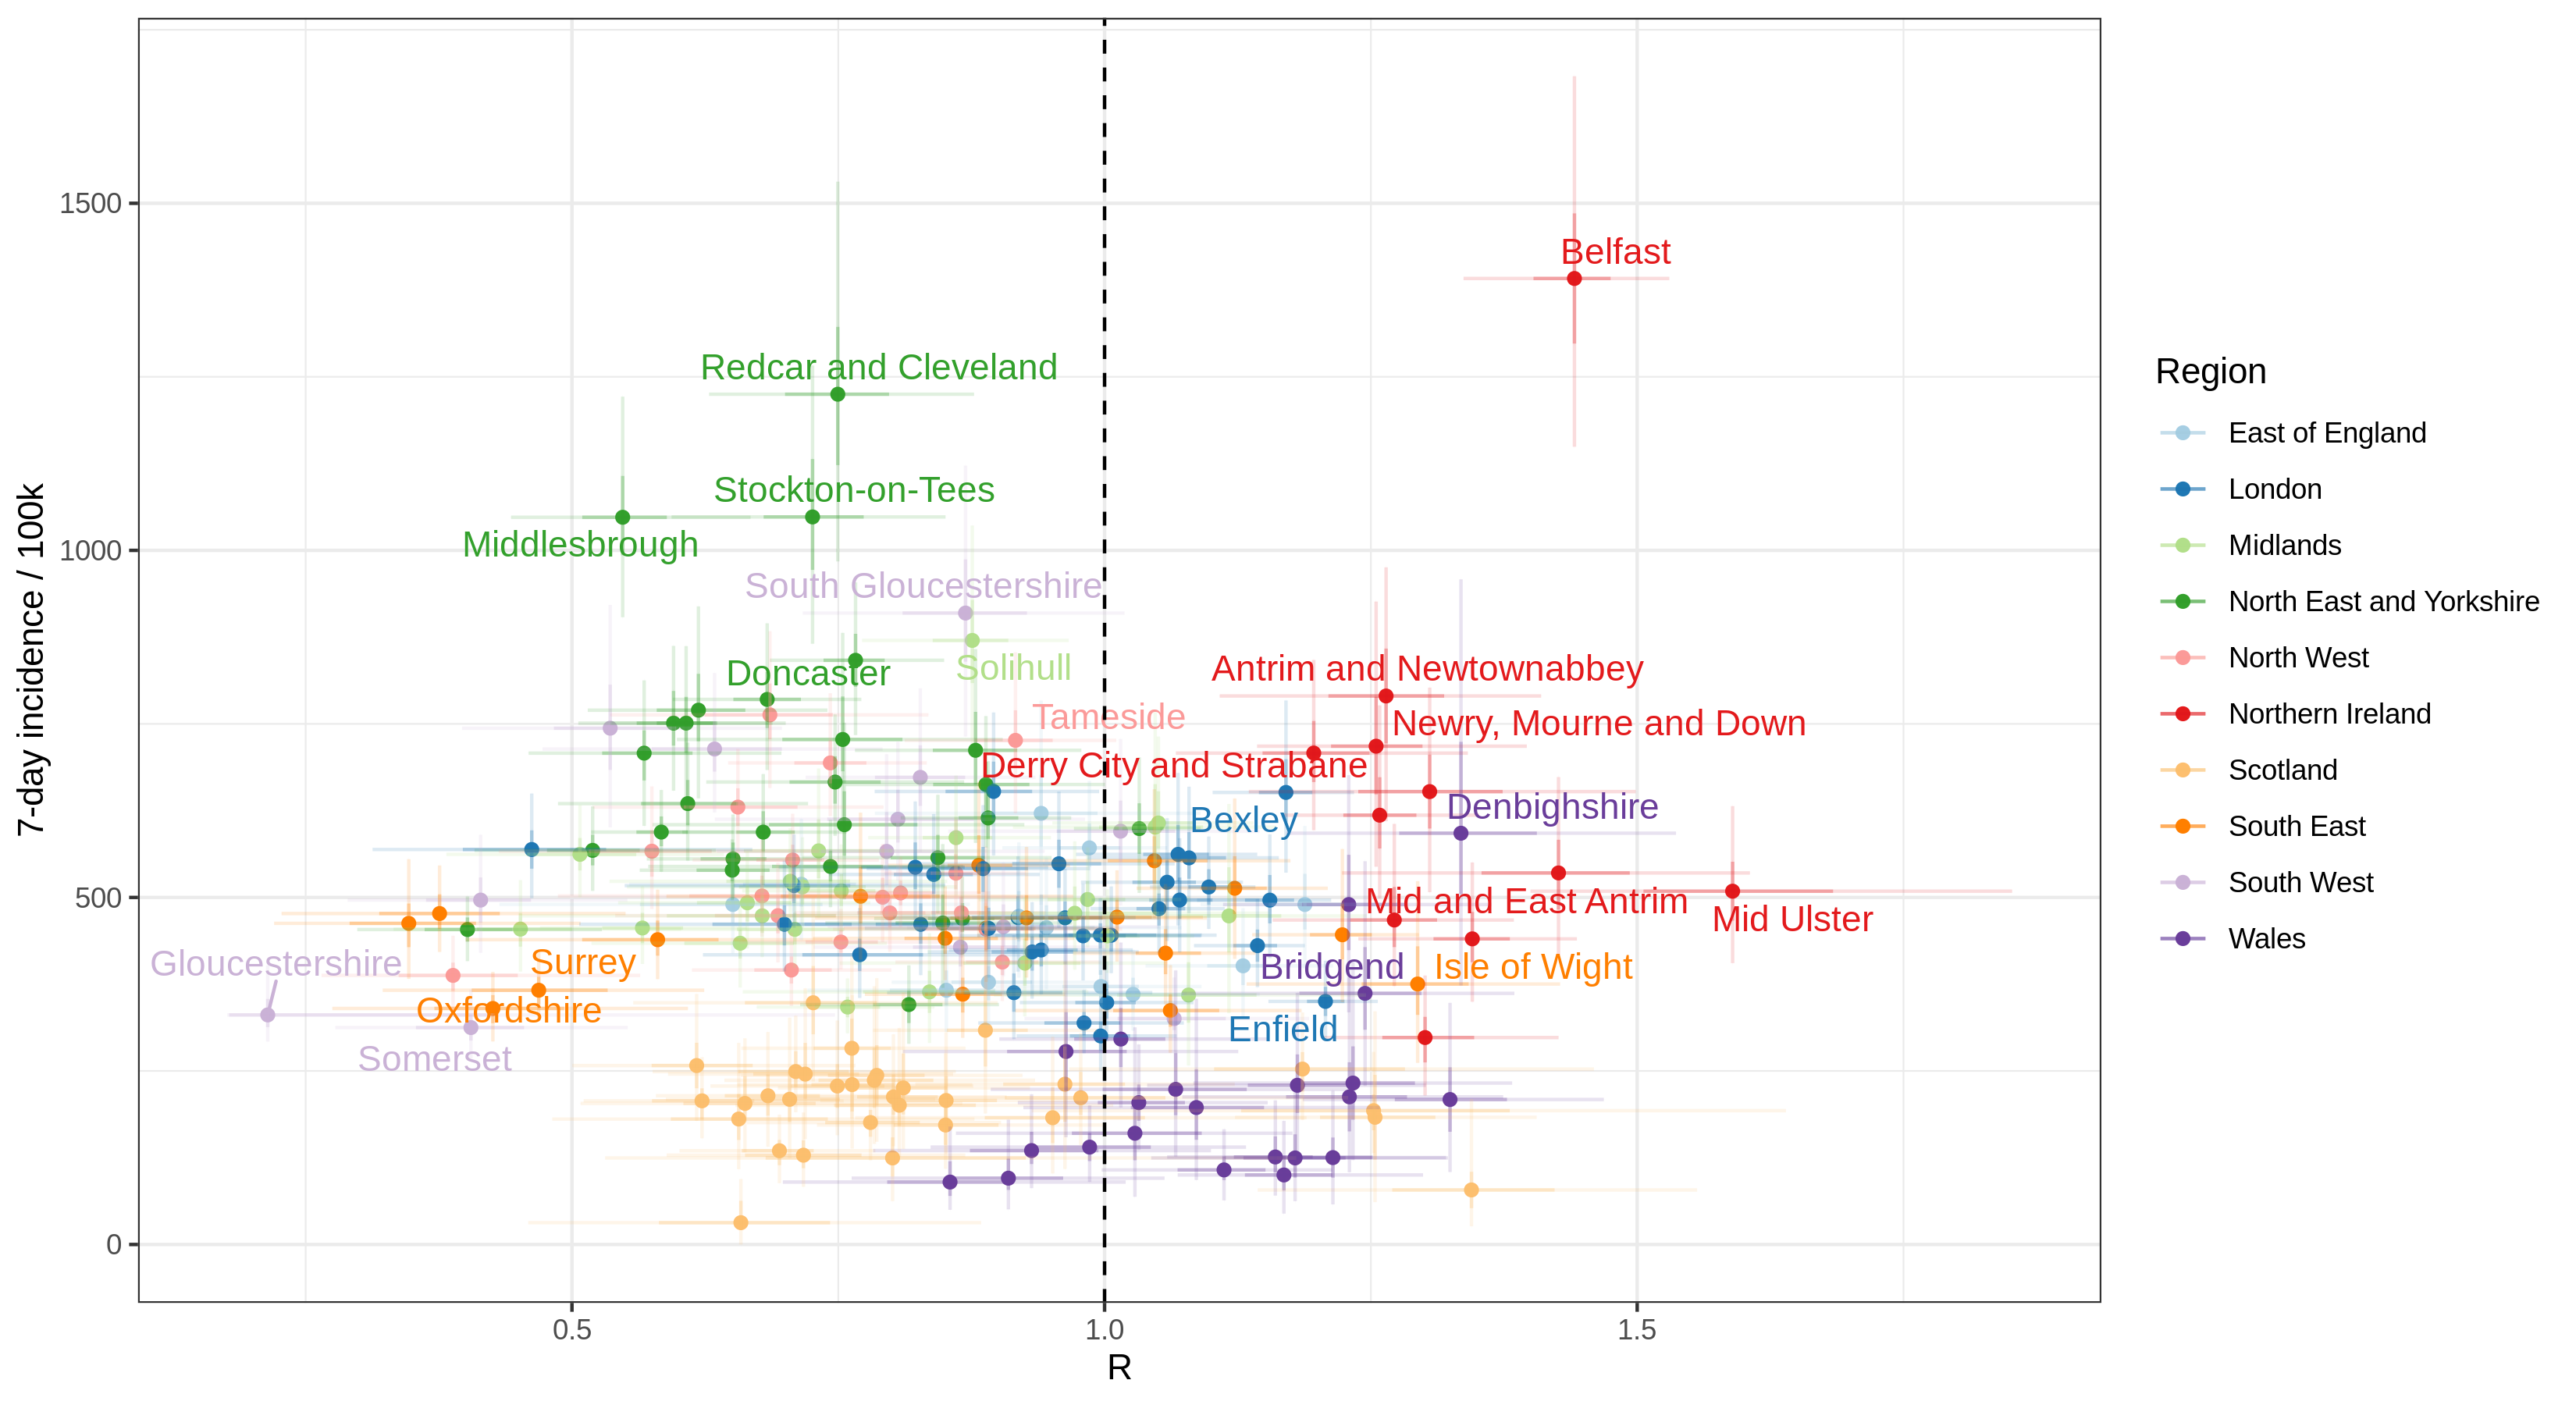 Belfast
Redcar and Cleveland
Stockton-on-Tees
Middlesbrough
South Gloucestershire
Doncaster
Solihull
Antrim and Newtownabbey
Tameside
Newry, Mourne and Down
Derry City and Strabane
Bexley
Denbighshire
Mid and East Antrim
Mid Ulster
Gloucestershire
Surrey
Bridgend
Isle of Wight
Oxfordshire
Enfield
Somerset
1500
1000
500
0
0.5
1.0
1.5
R
7-day incidence / 100k
Region
East of England
London
Midlands
North East and Yorkshire
North West
Northern Ireland
Scotland
South East
South West
Wales